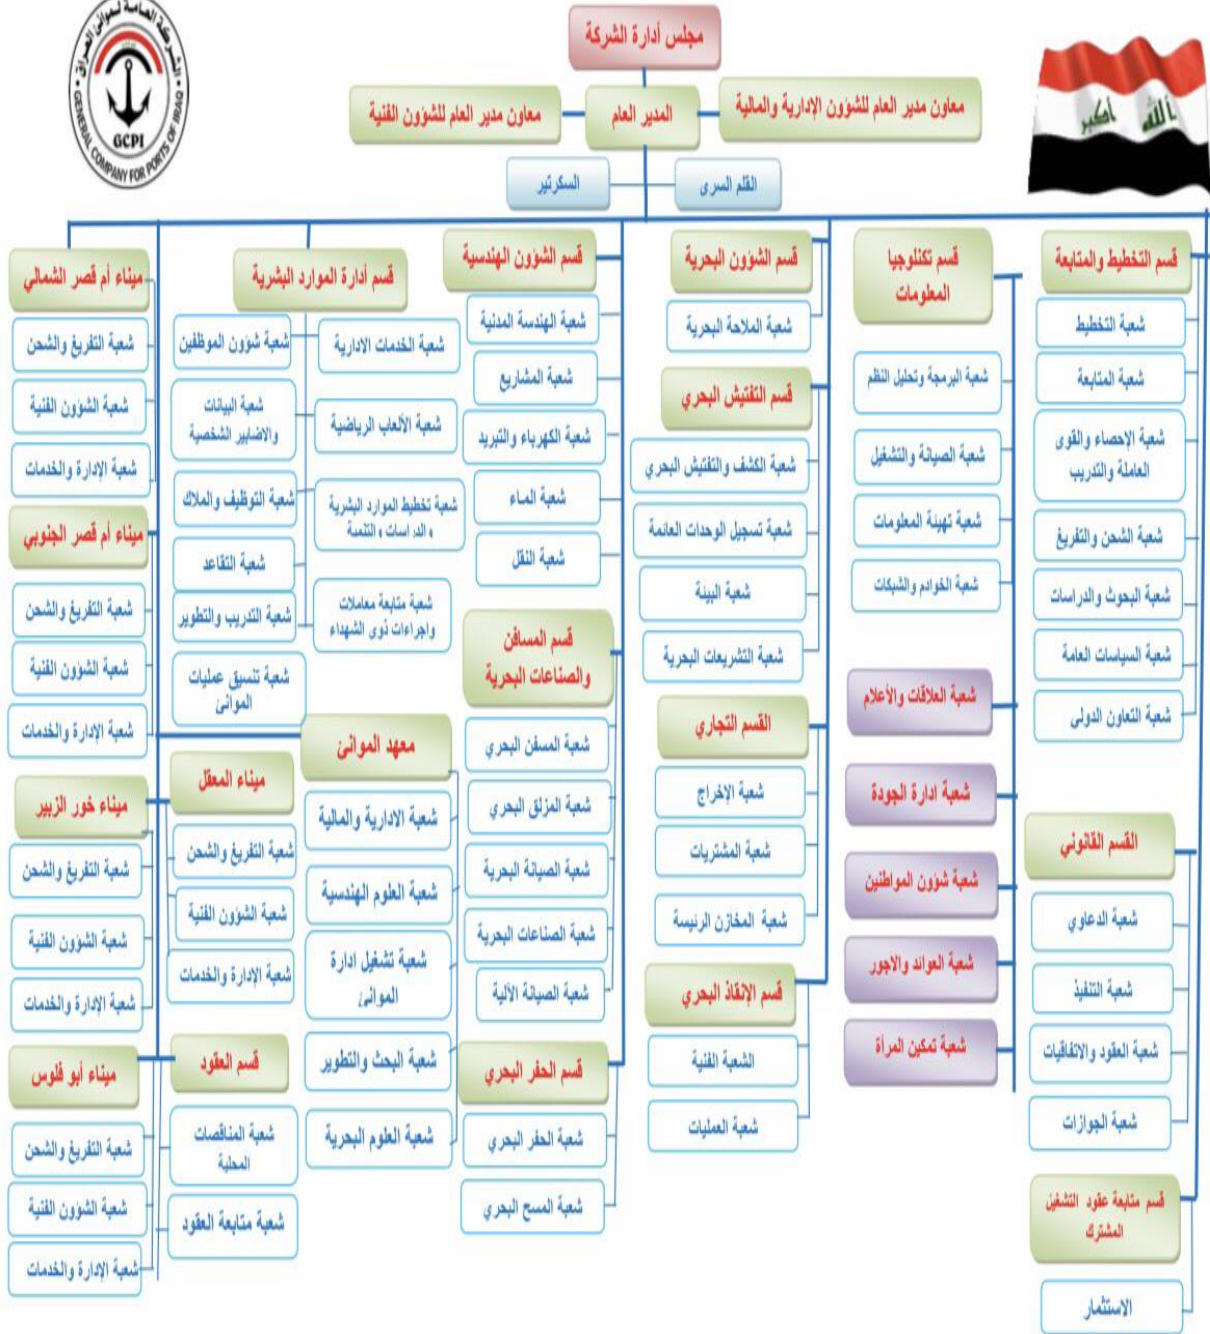 الشركة العامة لموانئ العراق
GCPI
GENERAL COMPANY FOR PORTS OF IRAQ
الله أكبر
مجلس أدارة الشركة
معاون مدير العام للشؤون الإدارية والمالية
المدير العام
معاون مدير العام للشؤون الفنية
القلم السري
السكرتير
قسم التخطيط والمتابعة
شعبة التخطيط
شعبة المتابعة
شعبة الإحصاء والقوى
العاملة والتدريب
شعبة الشحن والتفريغ
شعبة البحوث والدراسات
شعبة السياسات العامة
شعبة التعاون الدولي
القسم القانوني
شعبة الدعاوي
شعبة التنفيذ
شعبة العقود والاتفاقيات
شعبة الجوازات
قسم متابعة عقود التشغيل
المشترك
الاستثمار
قسم تكنلوجيا
المعلومات
شعبة البرمجة وتحليل النظم
شعبة الصيانة والتشغيل
شعبة تهيئة المعلومات
شعبة الخوادم والشبكات
شعبة العلاقات والأعلام
شعبة ادارة الجودة
شعبة شؤون المواطنين
شعبة العوائد والاجور
شعبة تمكين المرأة
قسم الشؤون البحرية
شعبة الملاحة البحرية
قسم التفتيش البحري
شعبة الكشف والتفتيش البحري
شعبة تسجيل الوحدات العائمة
شعبة البيئة
شعبة التشريعات البحرية
القسم التجاري
شعبة الإخراج
شعبة المشتريات
شعبة المخازن الرئيسة
قسم الإنقاذ البحري
الشعبة الفنية
شعبة العمليات
قسم الشؤون الهندسية
شعبة الهندسة المدنية
شعبة المشاريع
شعبة الكهرباء والتبريد
شعبة الماء
شعبة النقل
قسم المسافن
والصناعات البحرية
شعبة المسفن البحري
شعبة المزلق البحري
شعبة الصيانة البحرية
شعبة الصناعات البحرية
شعبة الصيانة الألية
قسم الحفر البحري
شعبة الحفر البحري
شعبة المسح البحري
قسم أدارة الموارد البشرية
شعبة الخدمات الادارية
شعبة الألعاب الرياضية
شعبة تخطيط الموارد البشرية
والدراسات والتنمية
شعبة متابعة معاملات
واجراءات ذوي الشهداء
شعبة شؤون الموظفين
شعبة البيانات
والاضابير الشخصية
شعبة التوظيف والملاك
شعبة التقاعد
شعبة التدريب والتطوير
شعبة تنسيق عمليات
الموانئ
معهد الموانئ
شعبة الادارية والمالية
شعبة العلوم الهندسية
شعبة تشغيل ادارة
الموانئ
شعبة البحث والتطوير
شعبة العلوم البحرية
ميناء المعقل
شعبة التفريغ والشحن
شعبة الشؤون الفنية
شعبة الإدارة والخدمات
قسم العقود
شعبة المناقصات
المحلية
شعبة متابعة العقود
ميناء أم قصر الشمالي
شعبة التفريغ والشحن
شعبة الشؤون الفنية
شعبة الإدارة والخدمات
ميناء أم قصر الجنوبي
شعبة التفريغ والشحن
شعبة الشؤون الفنية
شعبة الإدارة والخدمات
ميناء خور الزبير
شعبة التفريغ والشحن
شعبة الشؤون الفنية
شعبة الإدارة والخدمات
ميناء أبو فلوس
شعبة التفريغ والشحن
شعبة الشؤون الفنية
شعبة الإدارة والخدمات